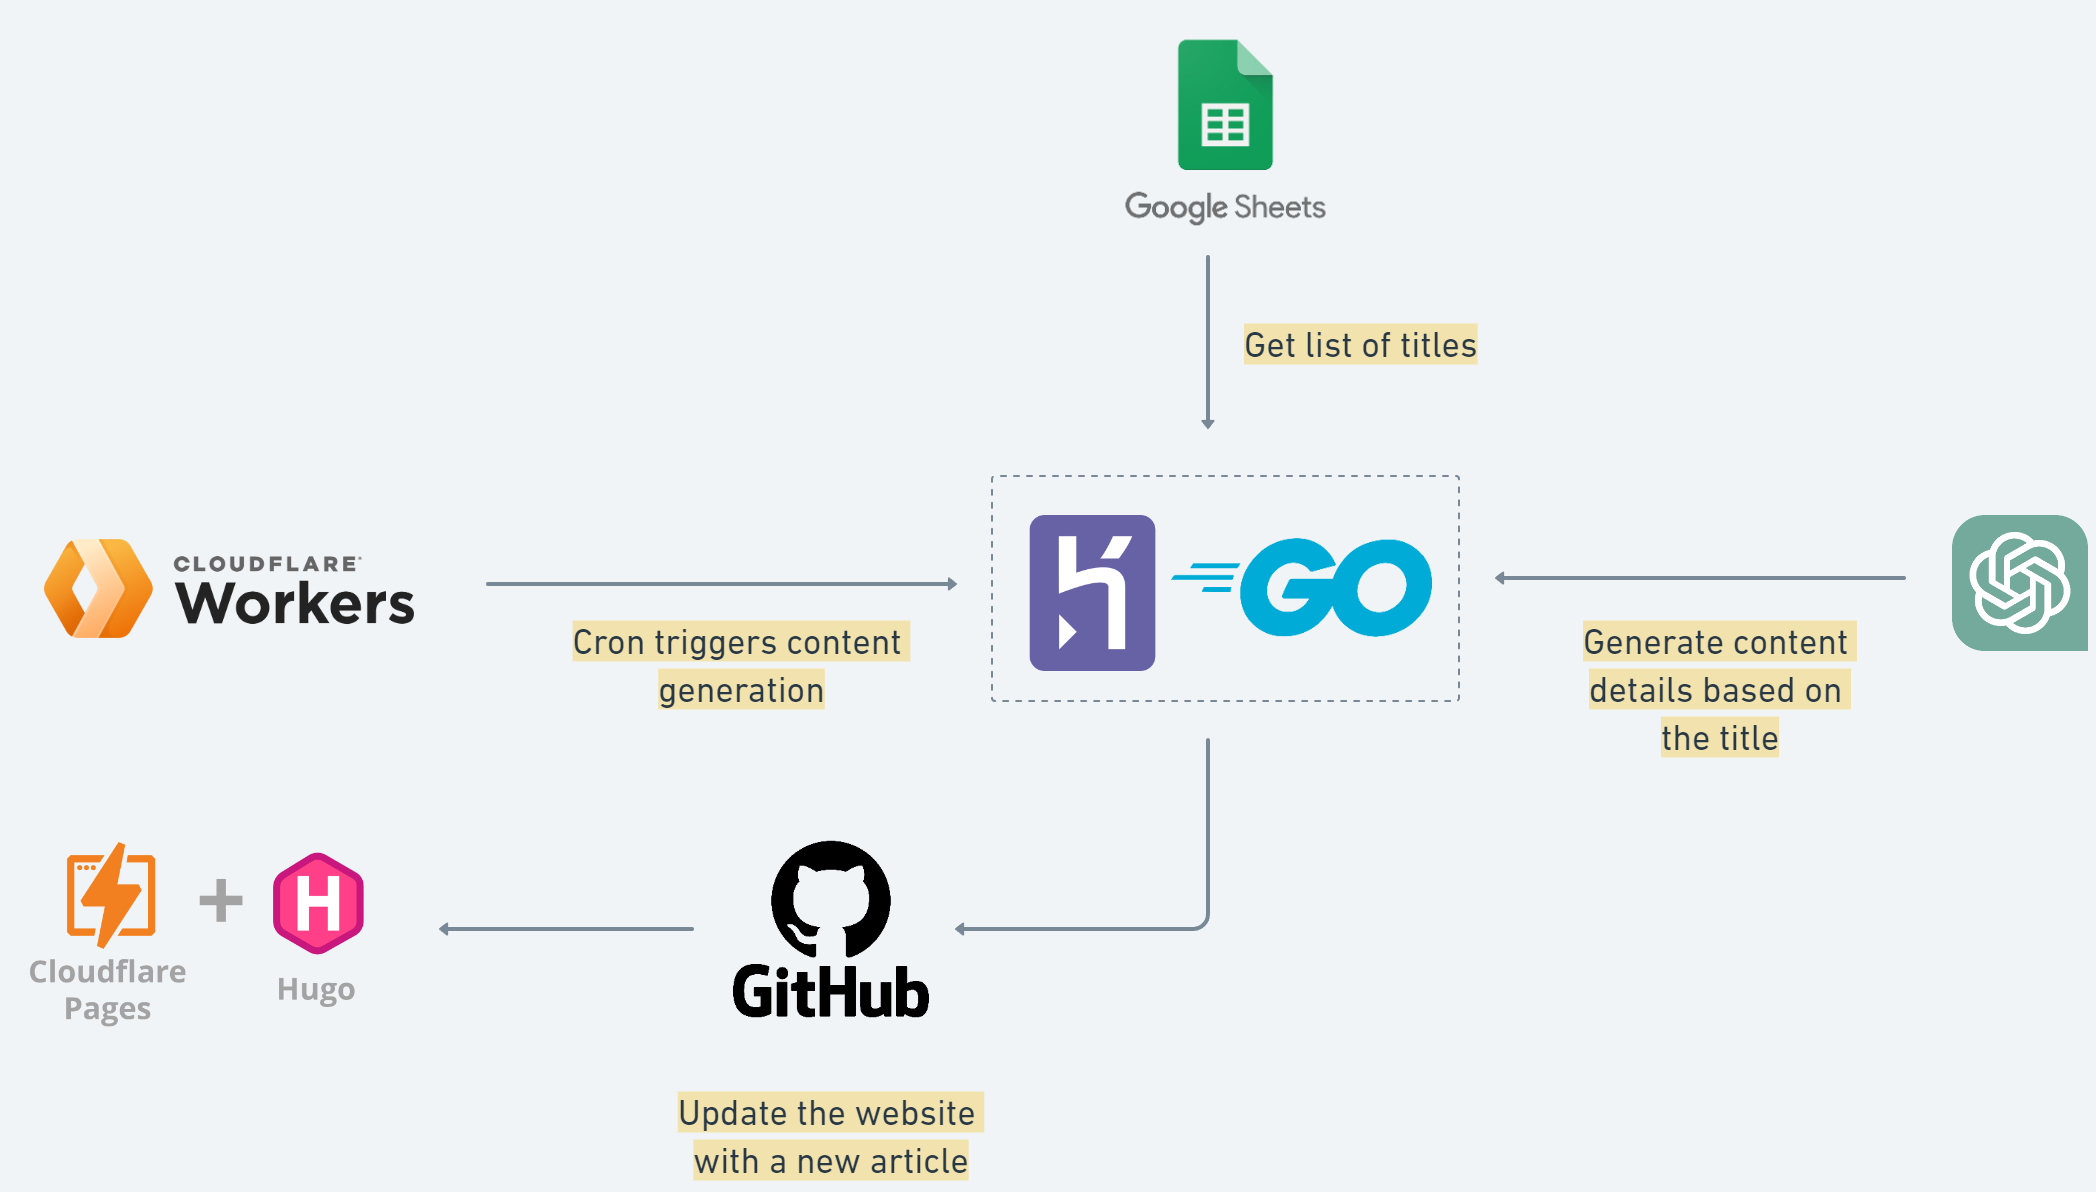 Google Sheets
Get list of titles
CLOUDFLARE
Workers
GO
Cron triggers content
generation
Generate content
details based on
the title
+
H
Cloudflare
Pages
Hugo
GitHub
Update the website
with a new article